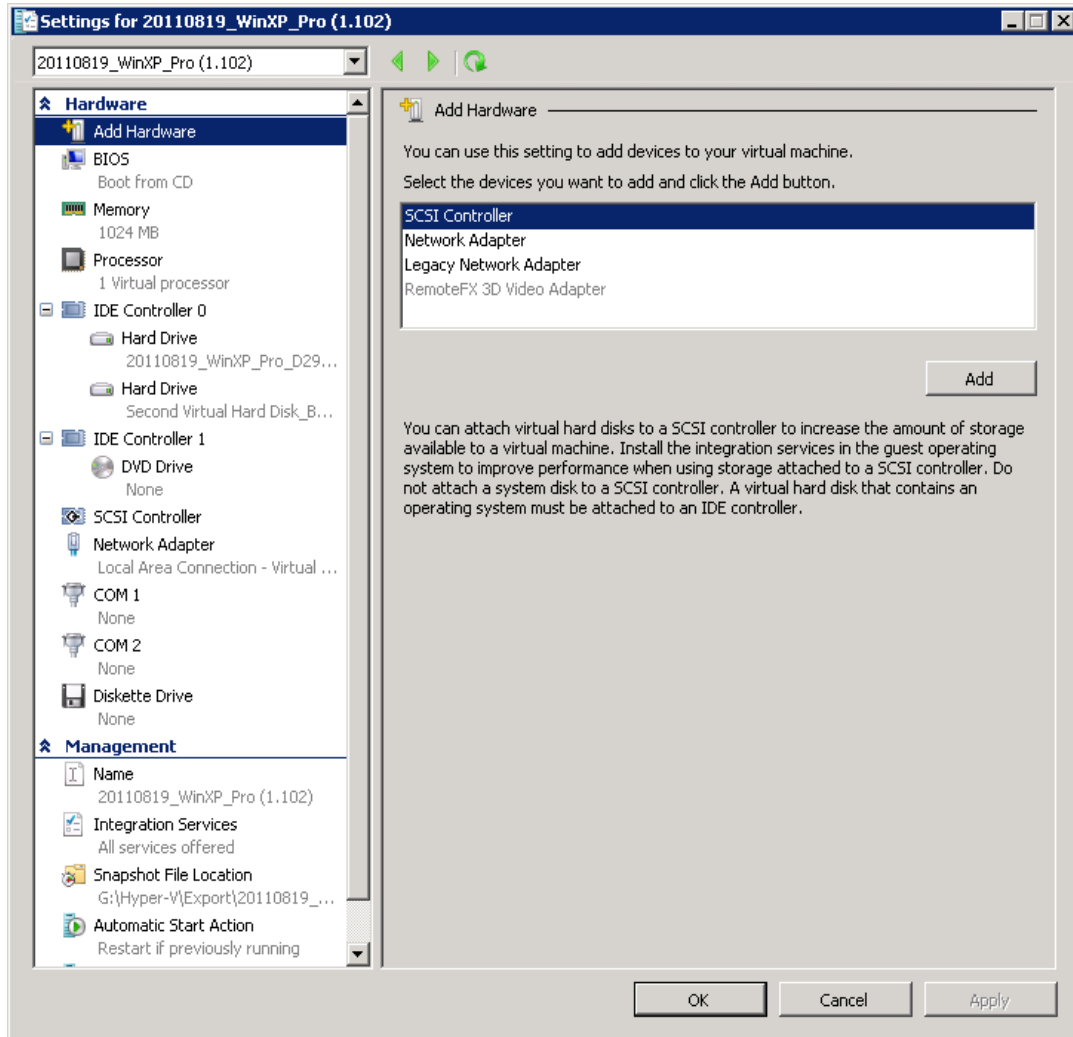 Settings for 20110819_WinXP_Pro (1.102)
20110819_WinXP_Pro (1.102)
Hardware
Add Hardware
BIOS
Boot from CD
Memory
1024 MB
Processor
1 Virtual processor
IDE Controller 0
Hard Drive
20110819_WinXP_Pro_D29...
Hard Drive
Second Virtual Hard Disk_B...
IDE Controller 1
DVD Drive
None
SCSI Controller
Network Adapter
Local Area Connection - Virtual ...
COM 1
None
COM 2
None
Diskette Drive
None
Management
Name
20110819_WinXP_Pro (1.102)
Integration Services
All services offered
Snapshot File Location
G:\Hyper-V\Export\20110819_...
Automatic Start Action
Restart if previously running
Add Hardware
You can use this setting to add devices to your virtual machine.
Select the devices you want to add and click the Add button.
SCSI Controller
Network Adapter
Legacy Network Adapter
RemoteFX 3D Video Adapter
Add
You can attach virtual hard disks to a SCSI controller to increase the amount of storage
available to a virtual machine. Install the integration services in the guest operating
system to improve performance when using storage attached to a SCSI controller. Do
not attach a system disk to a SCSI controller. A virtual hard disk that contains an
operating system must be attached to an IDE controller.
OK
Cancel
Apply